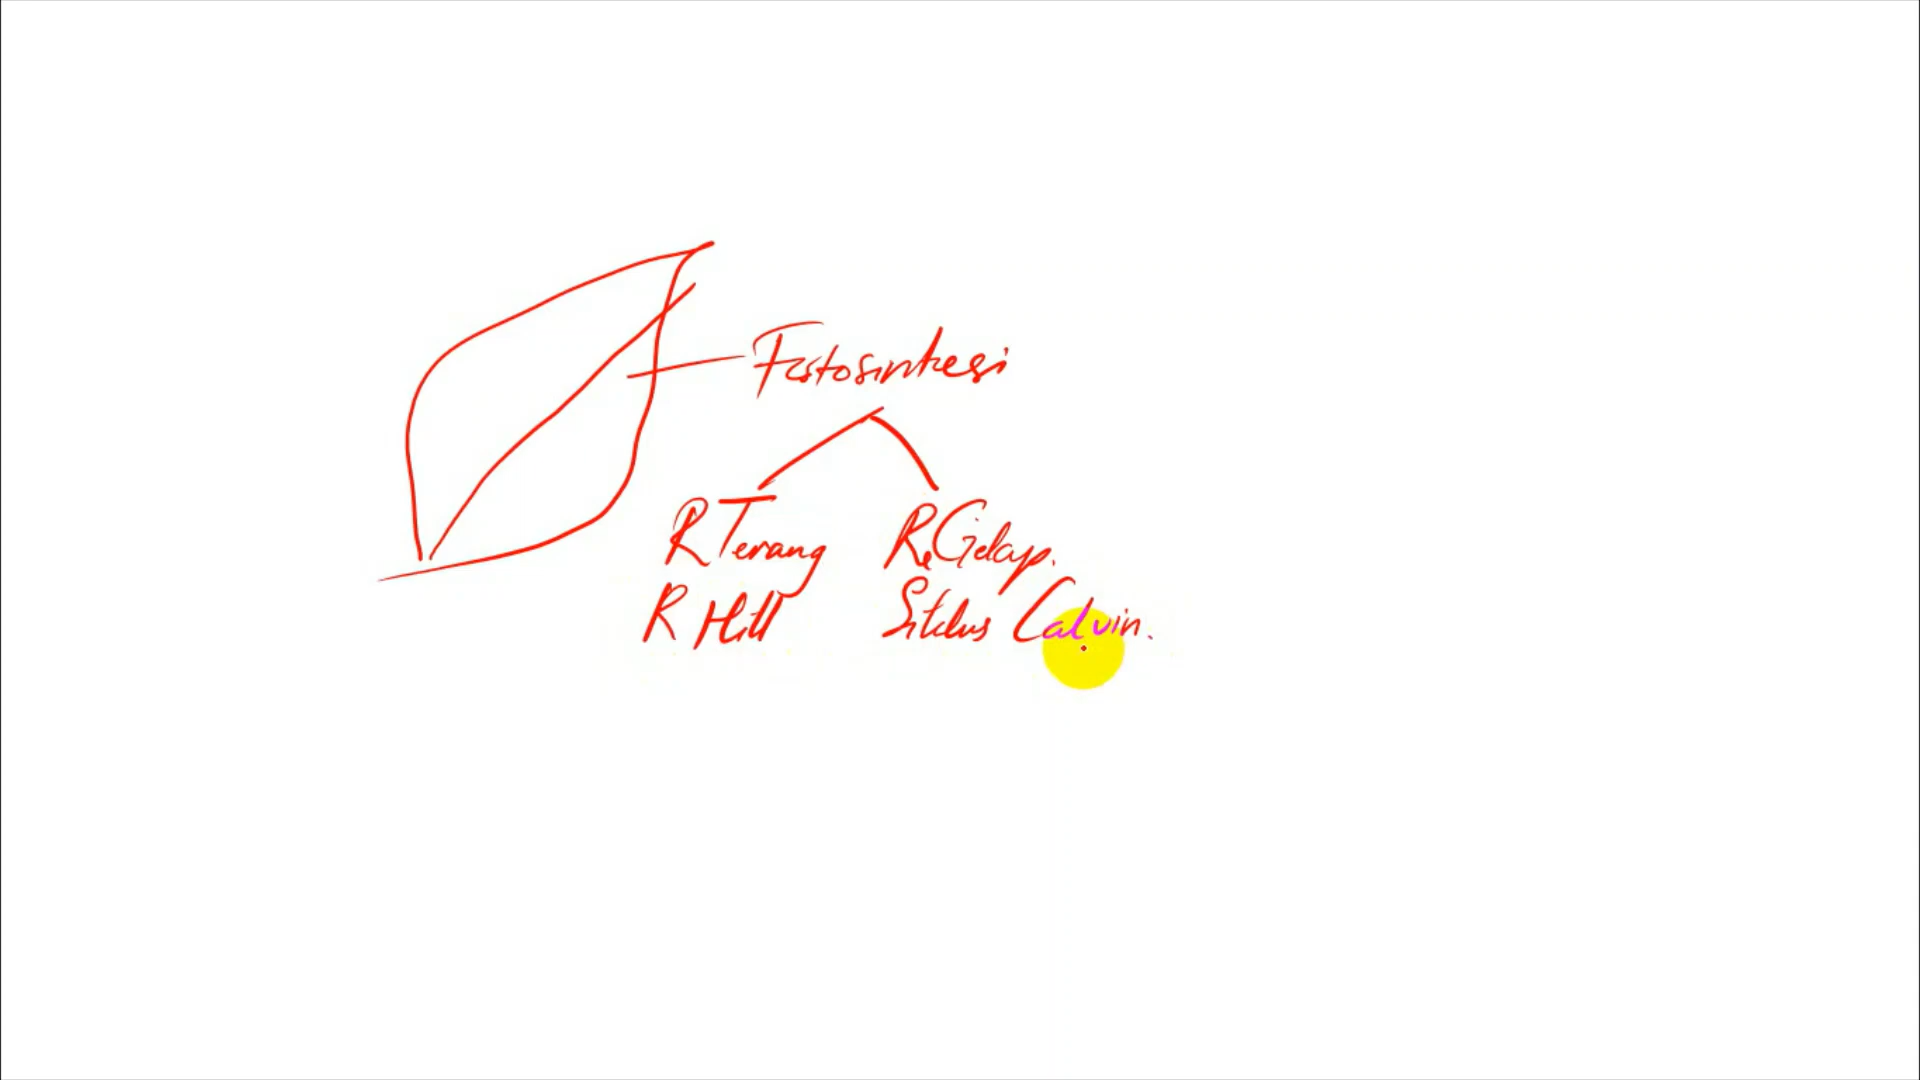 Fotosintesi
R Terang R. Gelap.
R Hill Siklus Calvin.